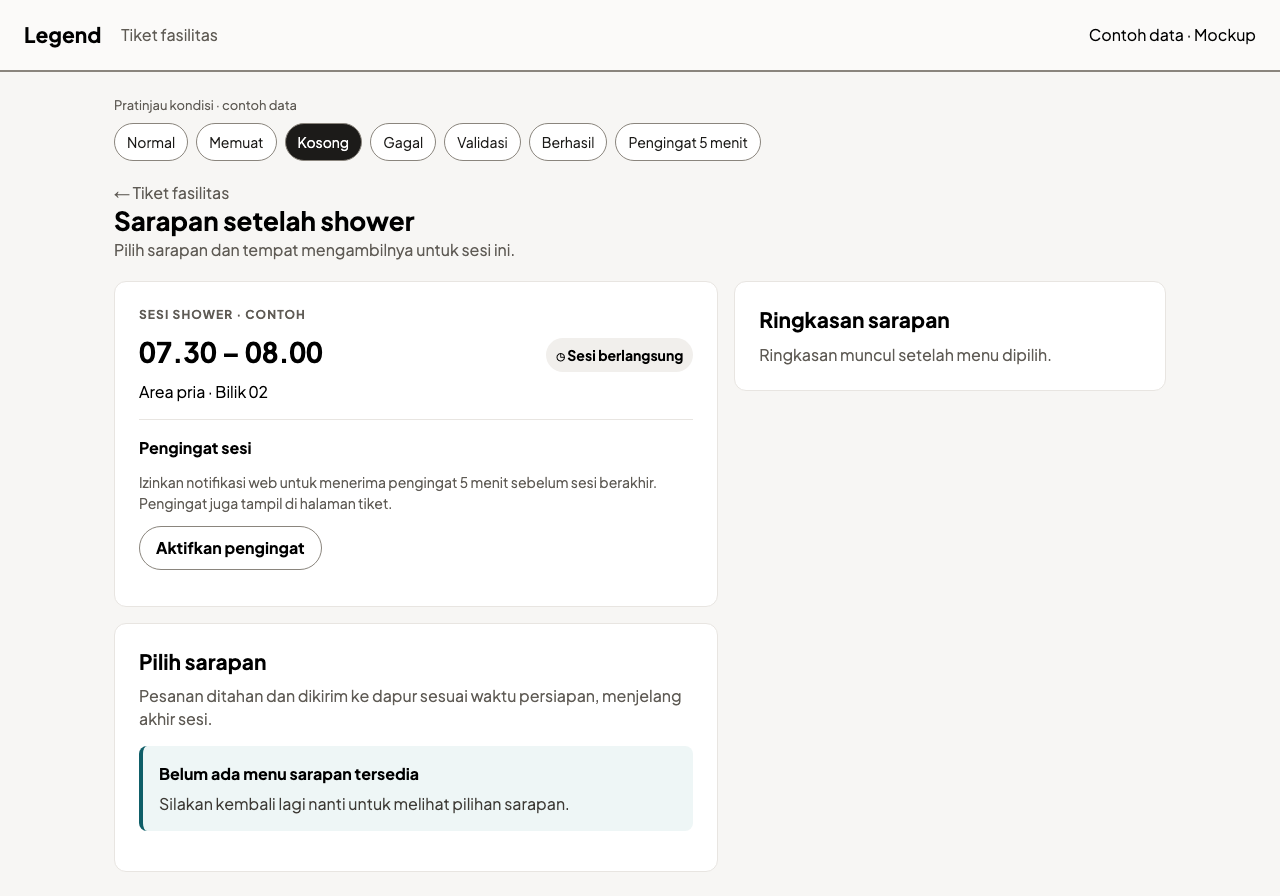 Legend
Tiket fasilitas
Contoh data · Mockup
Pratinjau kondisi · contoh data
Normal
Memuat
Kosong
Gagal
Validasi
Berhasil
Pengingat 5 menit
← Tiket fasilitas
Sarapan setelah shower
Pilih sarapan dan tempat mengambilnya untuk sesi ini.
SESI SHOWER · CONTOH
07.30 – 08.00
◷ Sesi berlangsung
Area pria · Bilik 02
Pengingat sesi
Izinkan notifikasi web untuk menerima pengingat 5 menit sebelum sesi berakhir.
Pengingat juga tampil di halaman tiket.
Aktifkan pengingat
Pilih sarapan
Pesanan ditahan dan dikirim ke dapur sesuai waktu persiapan, menjelang
akhir sesi.
Belum ada menu sarapan tersedia
Silakan kembali lagi nanti untuk melihat pilihan sarapan.
Ringkasan sarapan
Ringkasan muncul setelah menu dipilih.